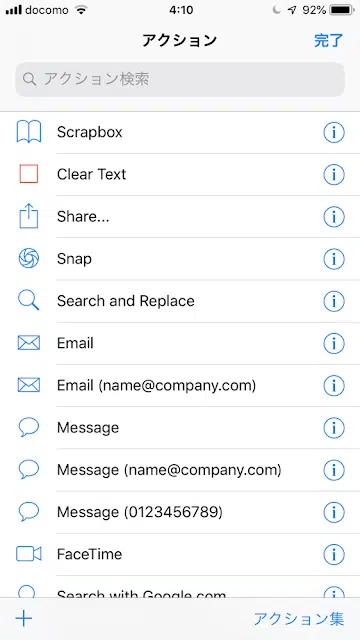 docomo 4:10 92%
アクション 完了
アクション検索
Scrapbox
Clear Text
Share...
Snap
Search and Replace
Email
Email (name@company.com)
Message
Message (name@company.com)
Message (0123456789)
FaceTime
Search with Google.com
アクション集